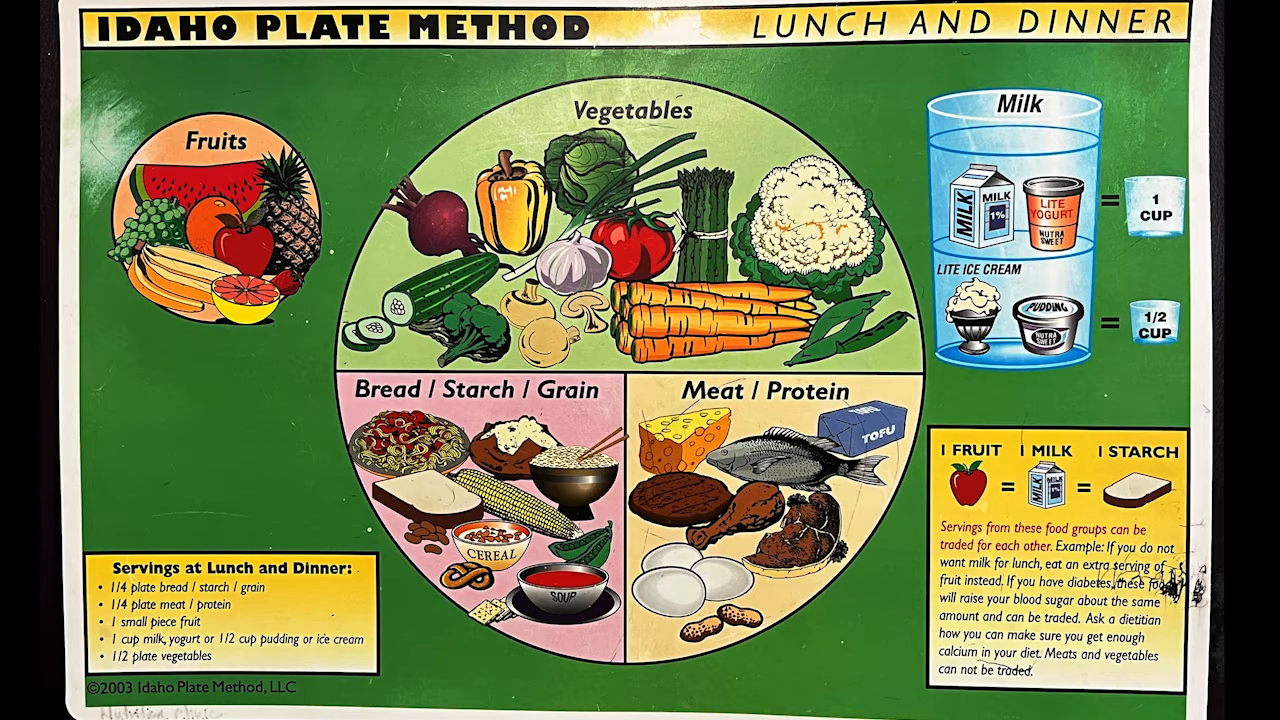 IDAHO PLATE METHOD
LUNCH AND DINNER
Fruits
Vegetables
Milk
MILK
MILK
1%
LITE
YOGURT
NUTRA
SWEET
=
1
CUP
LITE ICE CREAM
PUDDING
NUTRA
SWEET
=
1/2
CUP
Bread / Starch / Grain
CEREAL
SOUP
Meat / Protein
TOFU
1 FRUIT 1 MILK 1 STARCH
= MILK MILK =
Servings from these food groups can be
traded for each other. Example: If you do not
want milk for lunch, eat an extra serving of
fruit instead. If you have diabetes, these foods
will raise your blood sugar about the same
amount and can be traded. Ask a dietitian
how you can make sure you get enough
calcium in your diet. Meats and vegetables
can not be traded.
Servings at Lunch and Dinner:
• 1/4 plate bread / starch / grain
• 1/4 plate meat / protein
• 1 small piece fruit
• 1 cup milk, yogurt or 1/2 cup pudding or ice cream
• 1/2 plate vegetables
©2003 Idaho Plate Method, LLC